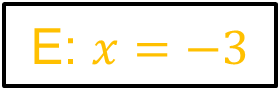 E: x = −3